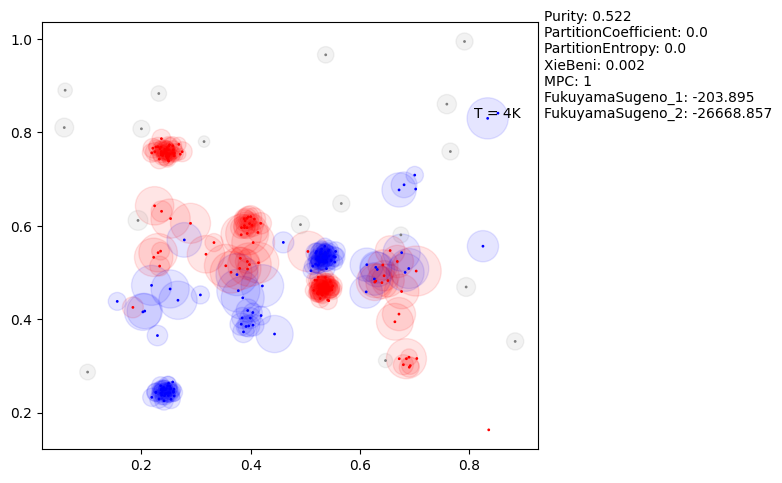 Purity: 0.522
PartitionCoefficient: 0.0
PartitionEntropy: 0.0
XieBeni: 0.002
MPC: 1
FukuyamaSugeno_1: -203.895
FukuyamaSugeno_2: -26668.857
T = 4K
1.0
0.8
0.6
0.4
0.2
0.2 0.4 0.6 0.8